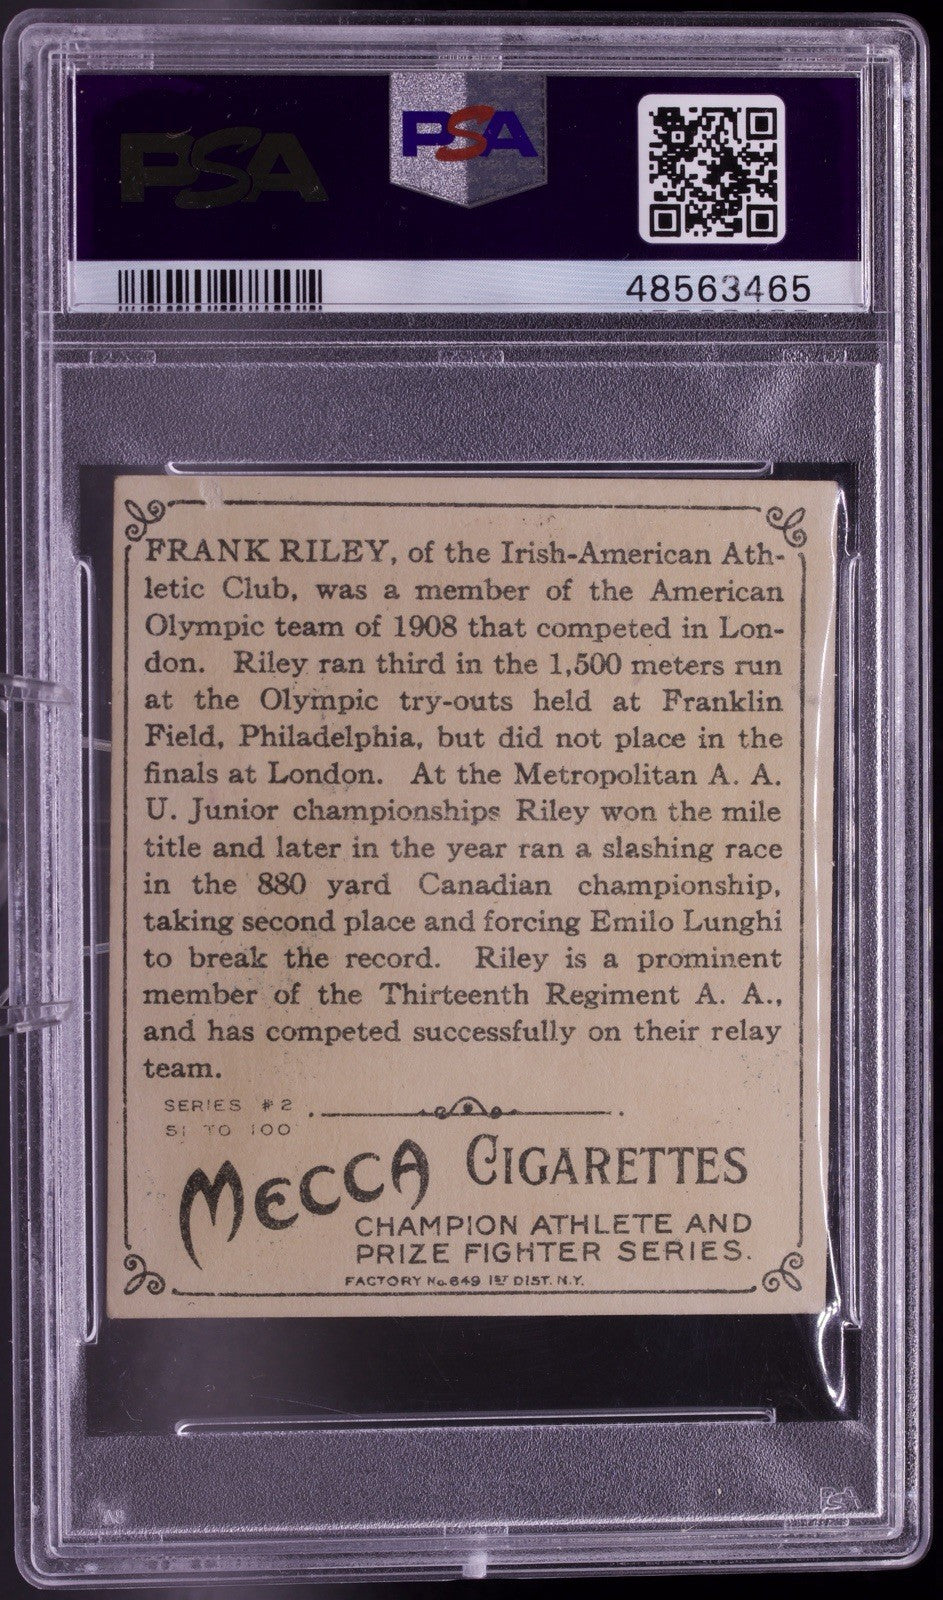 PSA
PSA
48563465
FRANK RILEY, of the Irish-American Ath-
letic Club, was a member of the American
Olympic team of 1908 that competed in Lon-
don. Riley ran third in the 1,500 meters run
at the Olympic try-outs held at Franklin
Field, Philadelphia, but did not place in the
finals at London. At the Metropolitan A. A.
U. Junior championships Riley won the mile
title and later in the year ran a slashing race
in the 880 yard Canadian championship,
taking second place and forcing Emilo Lunghi
to break the record. Riley is a prominent
member of the Thirteenth Regiment A. A.,
and has competed successfully on their relay
team.
SERIES #2
51 TO 100
MECCA CIGARETTES
CHAMPION ATHLETE AND
PRIZE FIGHTER SERIES.
FACTORY No. 649 1ST DIST. N.Y.
PSA